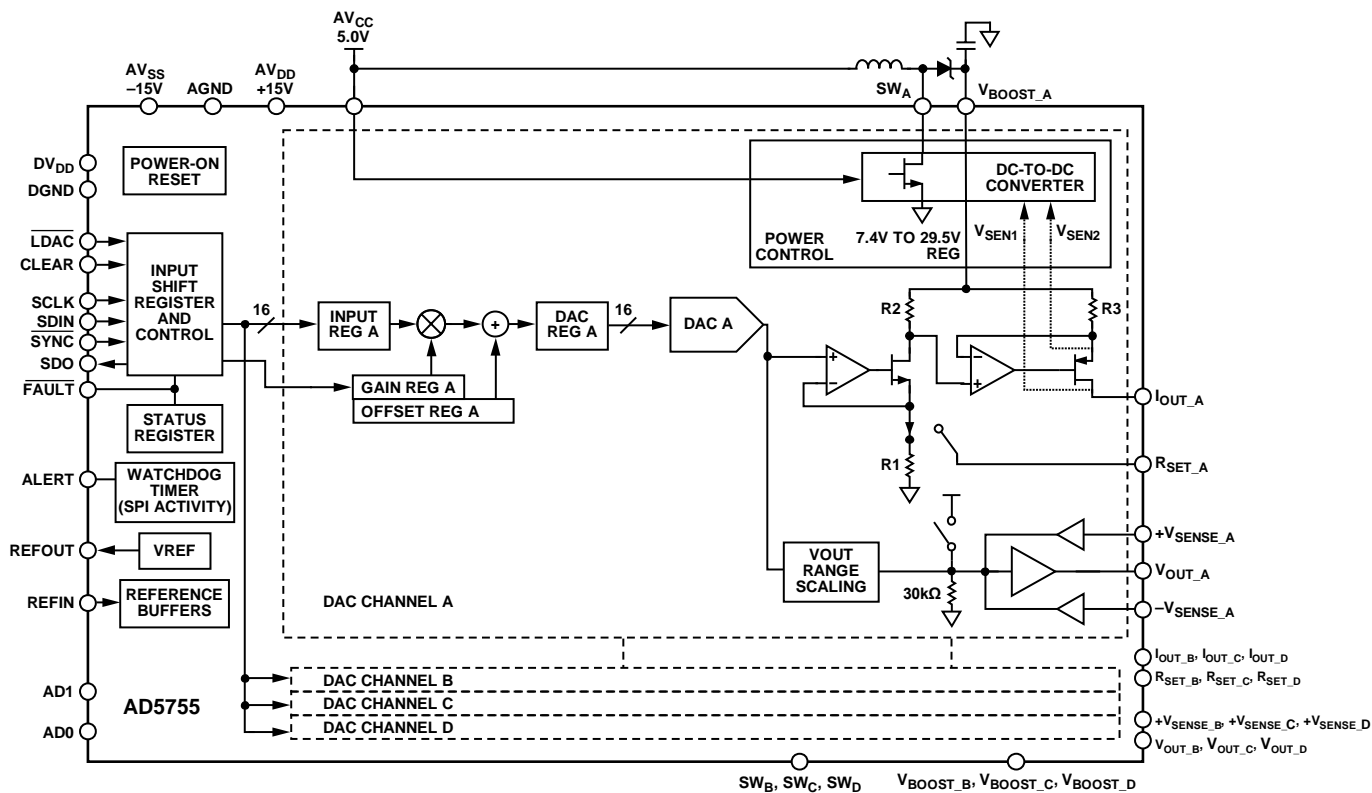 AVCC
5.0V
AVSS
–15V
AGND
AVDD
+15V
SWA
VBOOST_A
DVDD
DGND
LDAC
CLEAR
SCLK
SDIN
SYNC
SDO
FAULT
ALERT
REFOUT
REFIN
AD1
AD0
POWER-ON
RESET
INPUT
SHIFT
REGISTER
AND
CONTROL
STATUS
REGISTER
WATCHDOG
TIMER
(SPI ACTIVITY)
VREF
REFERENCE
BUFFERS
AD5755
16
INPUT
REG A
+
DAC
REG A
16
DAC A
GAIN REG A
OFFSET REG A
DC-TO-DC
CONVERTER
POWER
CONTROL
7.4V TO 29.5V
REG
VSEN1
VSEN2
R2
R3
+
–
–
+
R1
VOUT
RANGE
SCALING
30kΩ
DAC CHANNEL A
DAC CHANNEL B
DAC CHANNEL C
DAC CHANNEL D
IOUT_A
RSET_A
+VSENSE_A
VOUT_A
–VSENSE_A
IOUT_B, IOUT_C, IOUT_D
RSET_B, RSET_C, RSET_D
+VSENSE_B, +VSENSE_C, +VSENSE_D
VOUT_B, VOUT_C, VOUT_D
SWB, SWC, SWD
VBOOST_B, VBOOST_C, VBOOST_D